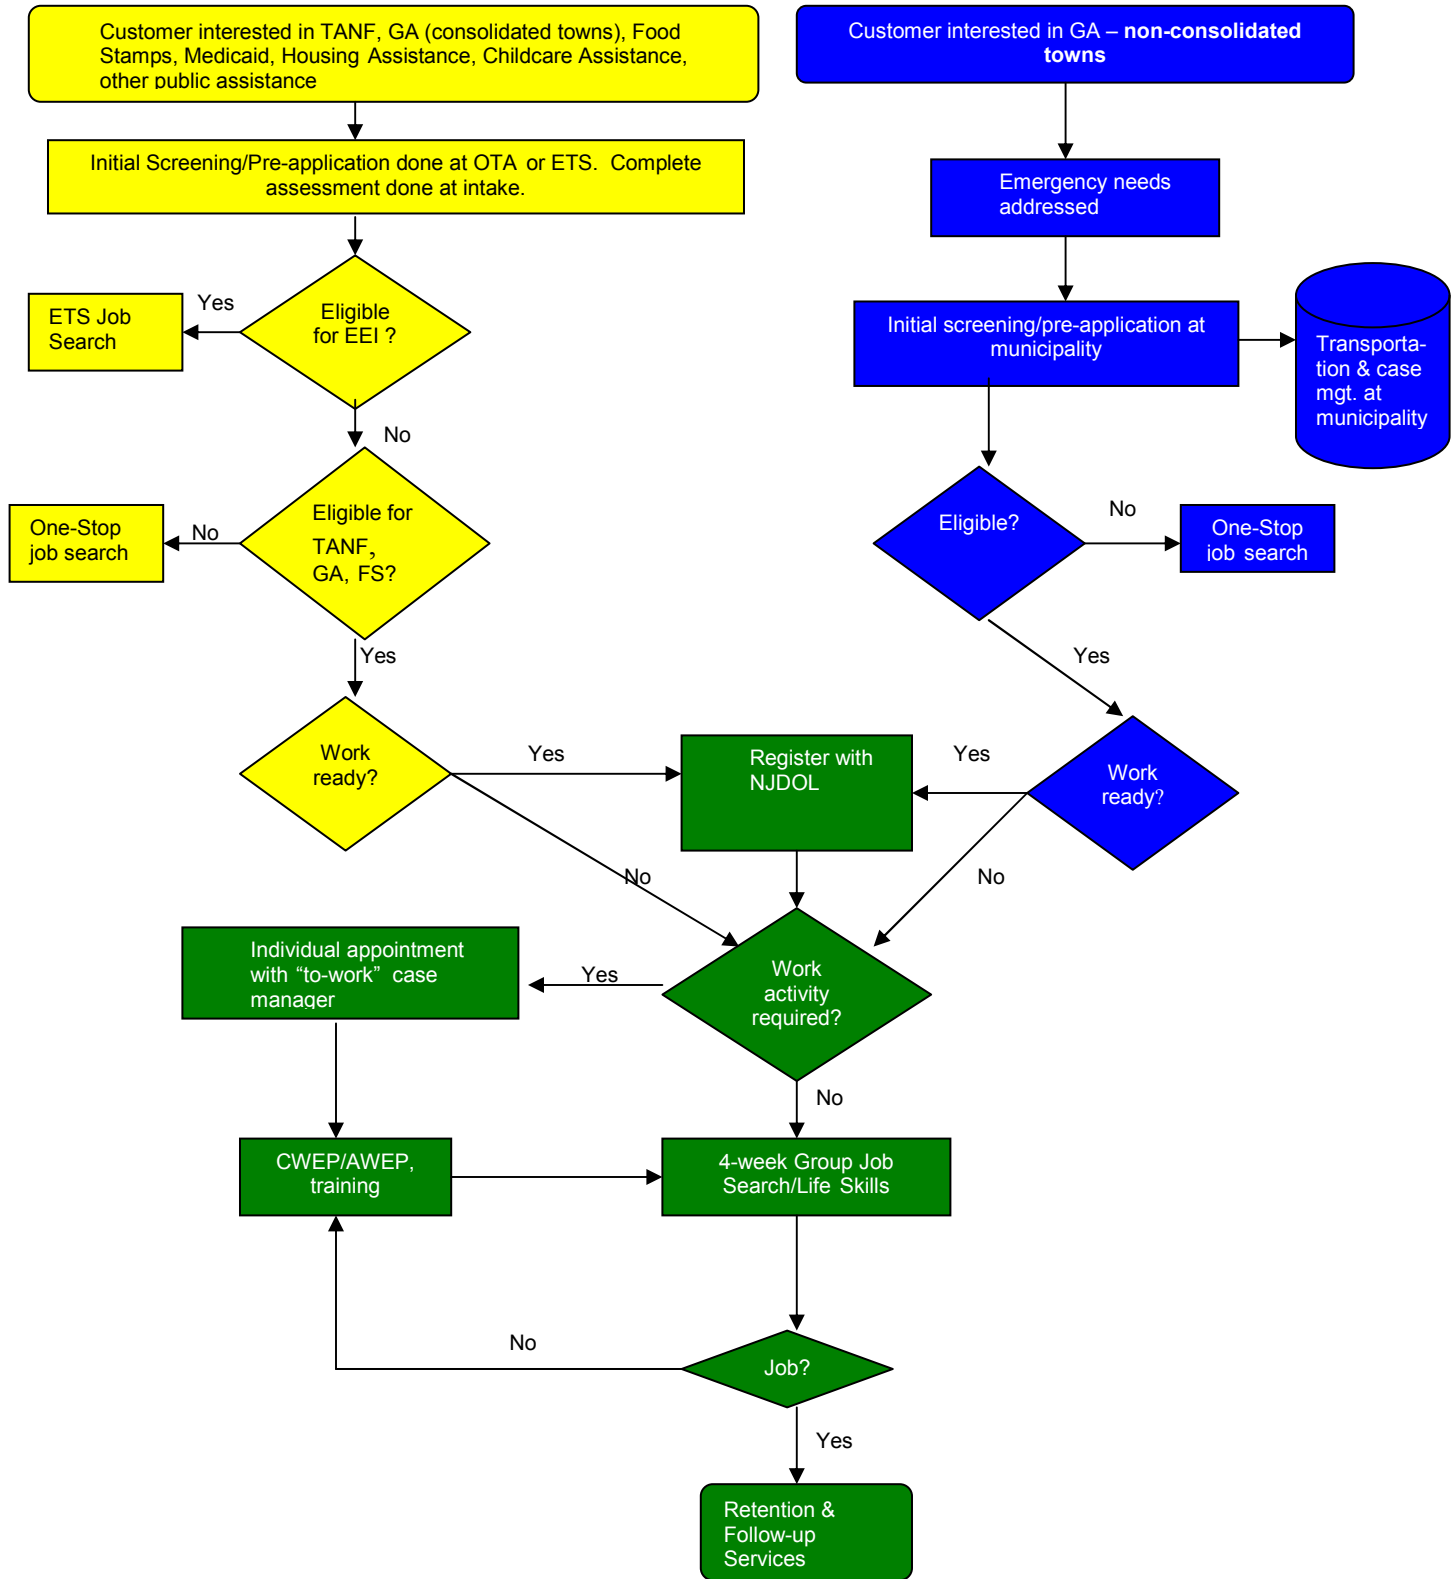 Customer interested in TANF, GA (consolidated towns), Food
Stamps, Medicaid, Housing Assistance, Childcare Assistance,
other public assistance
Customer interested in GA – non-consolidated
towns
Initial Screening/Pre-application done at OTA or ETS. Complete
assessment done at intake.
Emergency needs
addressed
ETS Job
Search
Yes
Eligible
for EEI ?
Initial screening/pre-application at
municipality
Transporta-
tion & case
mgt. at
municipality
No
One-Stop
job search
No
Eligible for
TANF,
GA, FS?
Eligible?
No
One-Stop
job search
Yes
Yes
Work
ready?
Yes
Register with
NJDOL
Yes
Work
ready?
No
No
Individual appointment
with “to-work” case
manager
Yes
Work
activity
required?
No
CWEP/AWEP,
training
4-week Group Job
Search/Life Skills
No
Job?
Yes
Retention &
Follow-up
Services